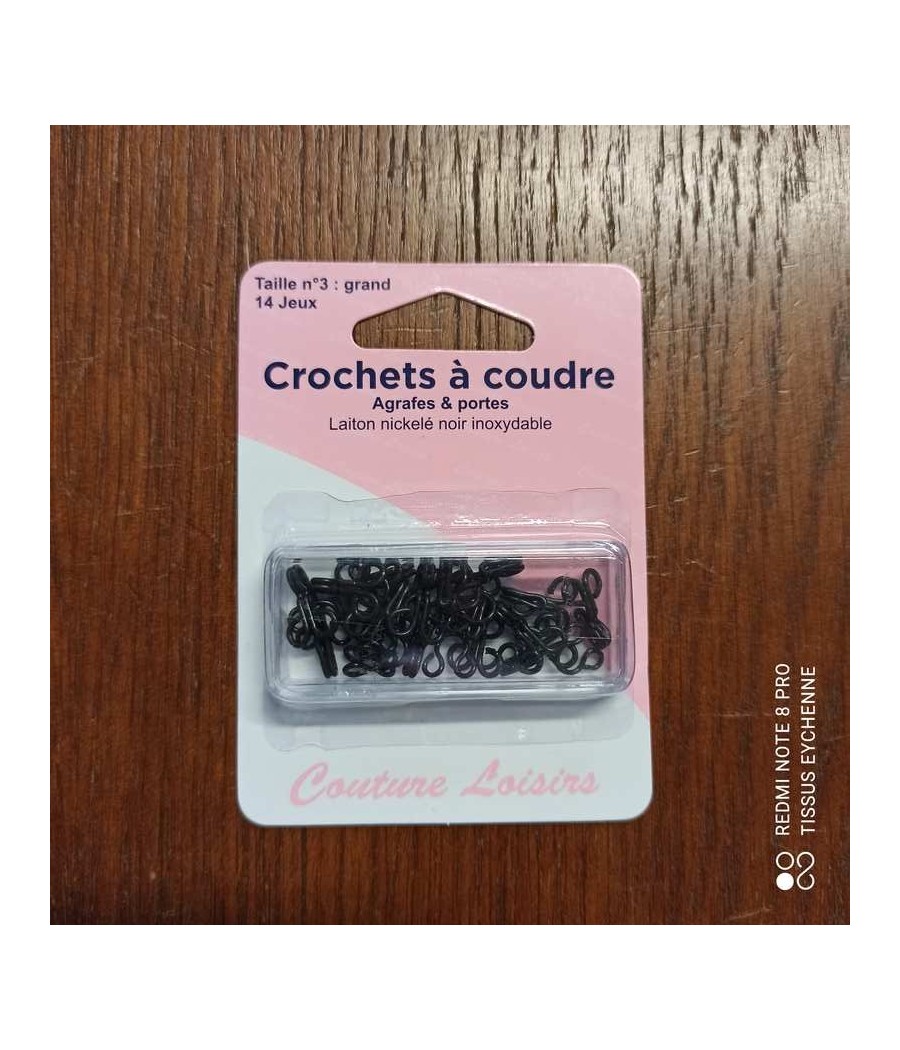 Taille n°3 : grand
14 Jeux
Crochets à coudre
Agrafes & portes
Laiton nickelé noir inoxydable
Couture Loisirs
REDMI NOTE 8 PRO
TISSUS EYCHENNE